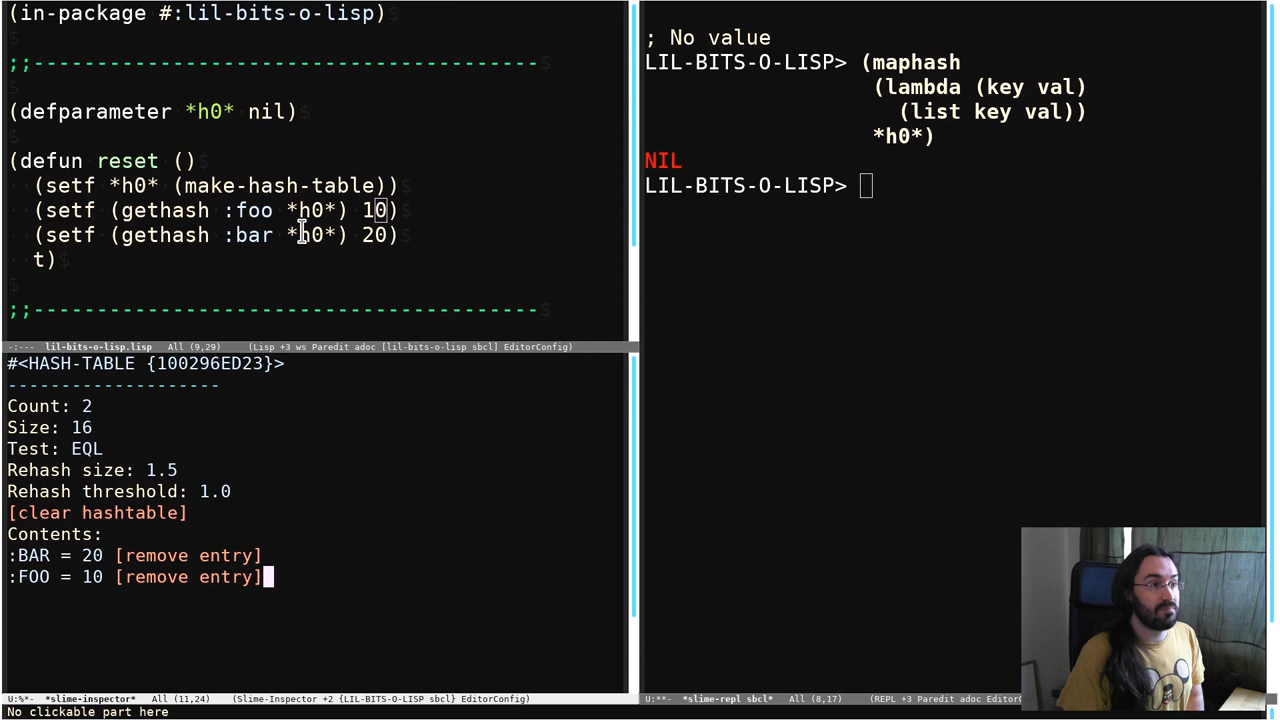 (in-package #:lil-bits-o-lisp)$
$
;;-----------------------------------------$
$
(defparameter *h0* nil)$
$
(defun reset ()$
  (setf *h0* (make-hash-table))$
  (setf (gethash :foo *h0*) 10)$
  (setf (gethash :bar *h0*) 20)$
  t)$
$
;;-----------------------------------------$
-:--- lil-bits-o-lisp.lisp All (9,29) (Lisp +3 ws Paredit adoc [lil-bits-o-lisp sbcl] EditorConfig)
#<HASH-TABLE {100296ED23}>
--------------------
Count: 2
Size: 16
Test: EQL
Rehash size: 1.5
Rehash threshold: 1.0
[clear hashtable]
Contents:
:BAR = 20 [remove entry]
:FOO = 10 [remove entry]
U:%*- *slime-inspector* All (11,24) (Slime-Inspector +2 {LIL-BITS-O-LISP sbcl} EditorConfig)
No clickable part here
; No value
LIL-BITS-O-LISP> (maphash
                  (lambda (key val)
                    (list key val))
                  *h0*)
NIL
LIL-BITS-O-LISP>
U:**- *slime-repl sbcl* All (8,17) (REPL +3 Paredit adoc EditorC